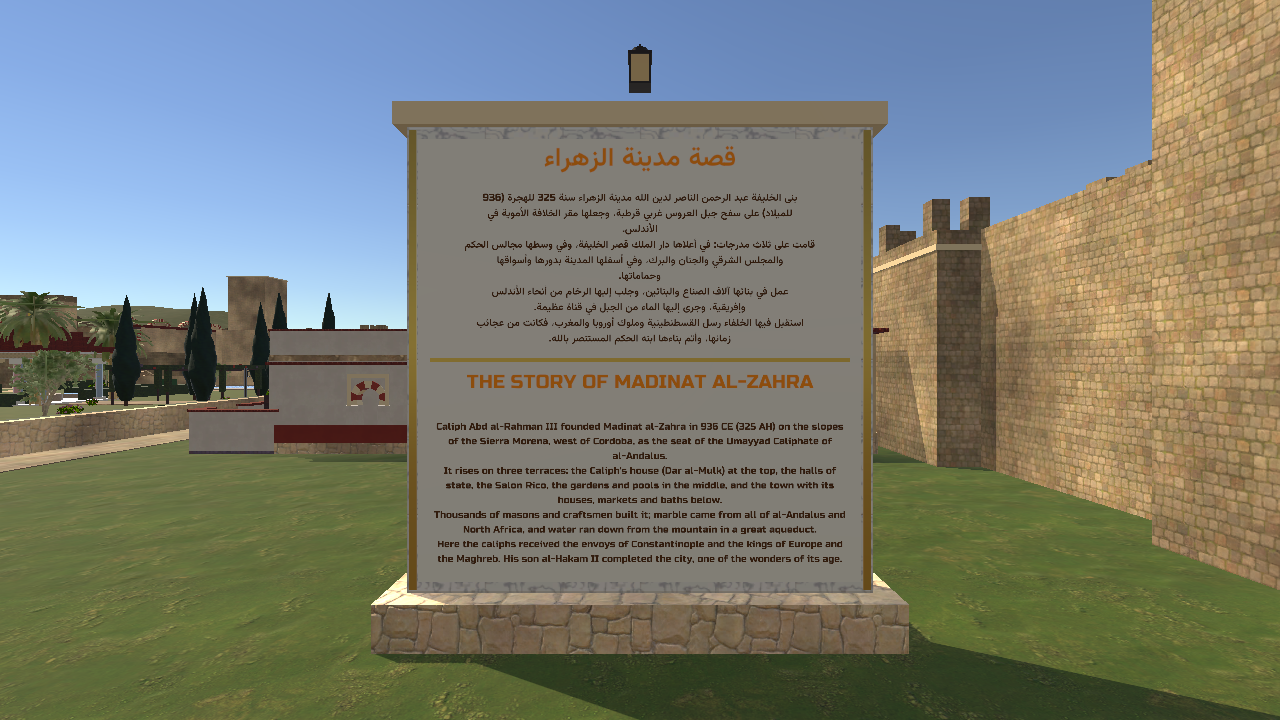 قصة مدينة الزهراء
بنى الخليفة عبد الرحمن الناصر لدين الله مدينة الزهراء سنة 325 للهجرة (936
للميلاد) على سفح جبل العروس غربي قرطبة، وجعلها مقر الخلافة الأموية في
الأندلس.
قامت على ثلاث مدرجات: في أعلاها دار الملك قصر الخليفة، وفي وسطها مجالس الحكم
والمجلس الشرقي والجنان والبرك، وفي أسفلها المدينة بدورها وأسواقها
وحماماتها.
عمل في بنائها آلاف الصناع والبنائين، وجلب إليها الرخام من أنحاء الأندلس
وإفريقية، وجري إليها الماء من الجبل في قناة عظيمة.
استقبل فيها الخلفاء رسل القسطنطينية وملوك أوروبا والمغرب، فكانت من عجائب
زمانها، وأتم بناءها ابنه الحكم المستنصر بالله.
THE STORY OF MADINAT AL-ZAHRA
Caliph Abd al-Rahman III founded Madinat al-Zahra in 936 CE (325 AH) on the slopes
of the Sierra Morena, west of Cordoba, as the seat of the Umayyad Caliphate of
al-Andalus.
It rises on three terraces: the Caliph's house (Dar al-Mulk) at the top, the halls of
state, the Salon Rico, the gardens and pools in the middle, and the town with its
houses, markets and baths below.
Thousands of masons and craftsmen built it; marble came from all of al-Andalus and
North Africa, and water ran down from the mountain in a great aqueduct.
Here the caliphs received the envoys of Constantinople and the kings of Europe and
the Maghreb. His son al-Hakam II completed the city, one of the wonders of its age.